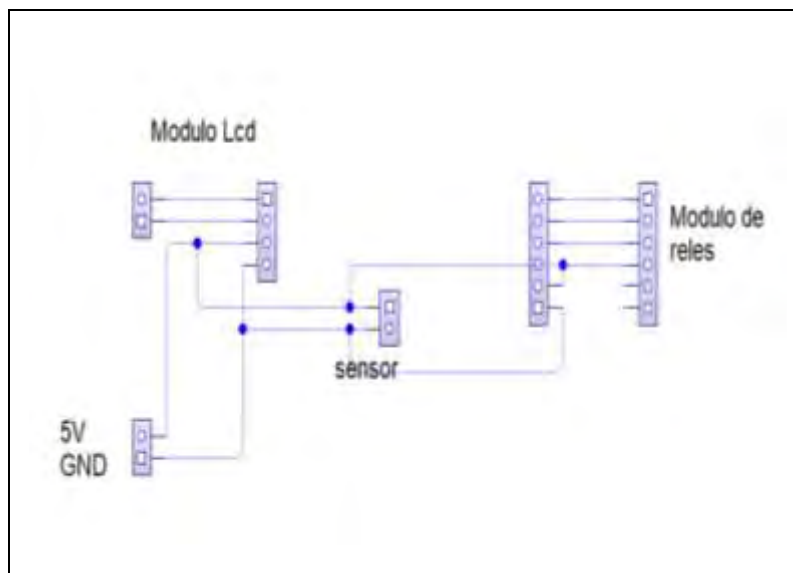 Modulo Lcd
Modulo de
reles
sensor
5V
GND